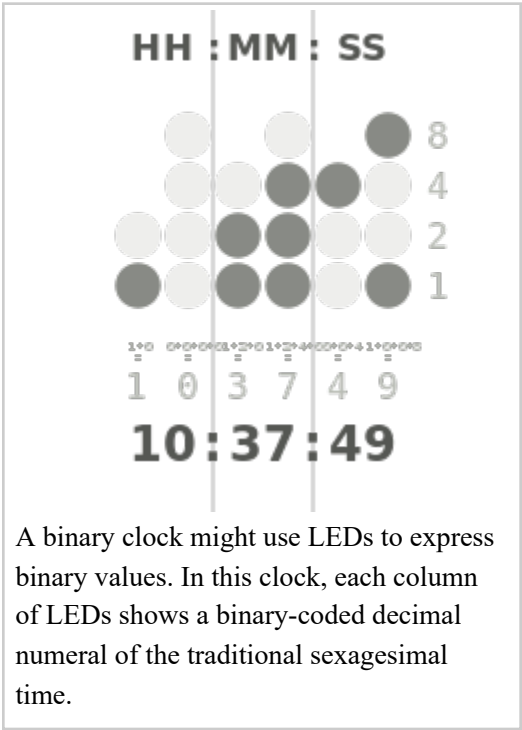 HH : MM : SS
8
4
2
1
1 0 3 7 4 9
10:37:49
A binary clock might use LEDs to express
binary values. In this clock, each column
of LEDs shows a binary-coded decimal
numeral of the traditional sexagesimal
time.